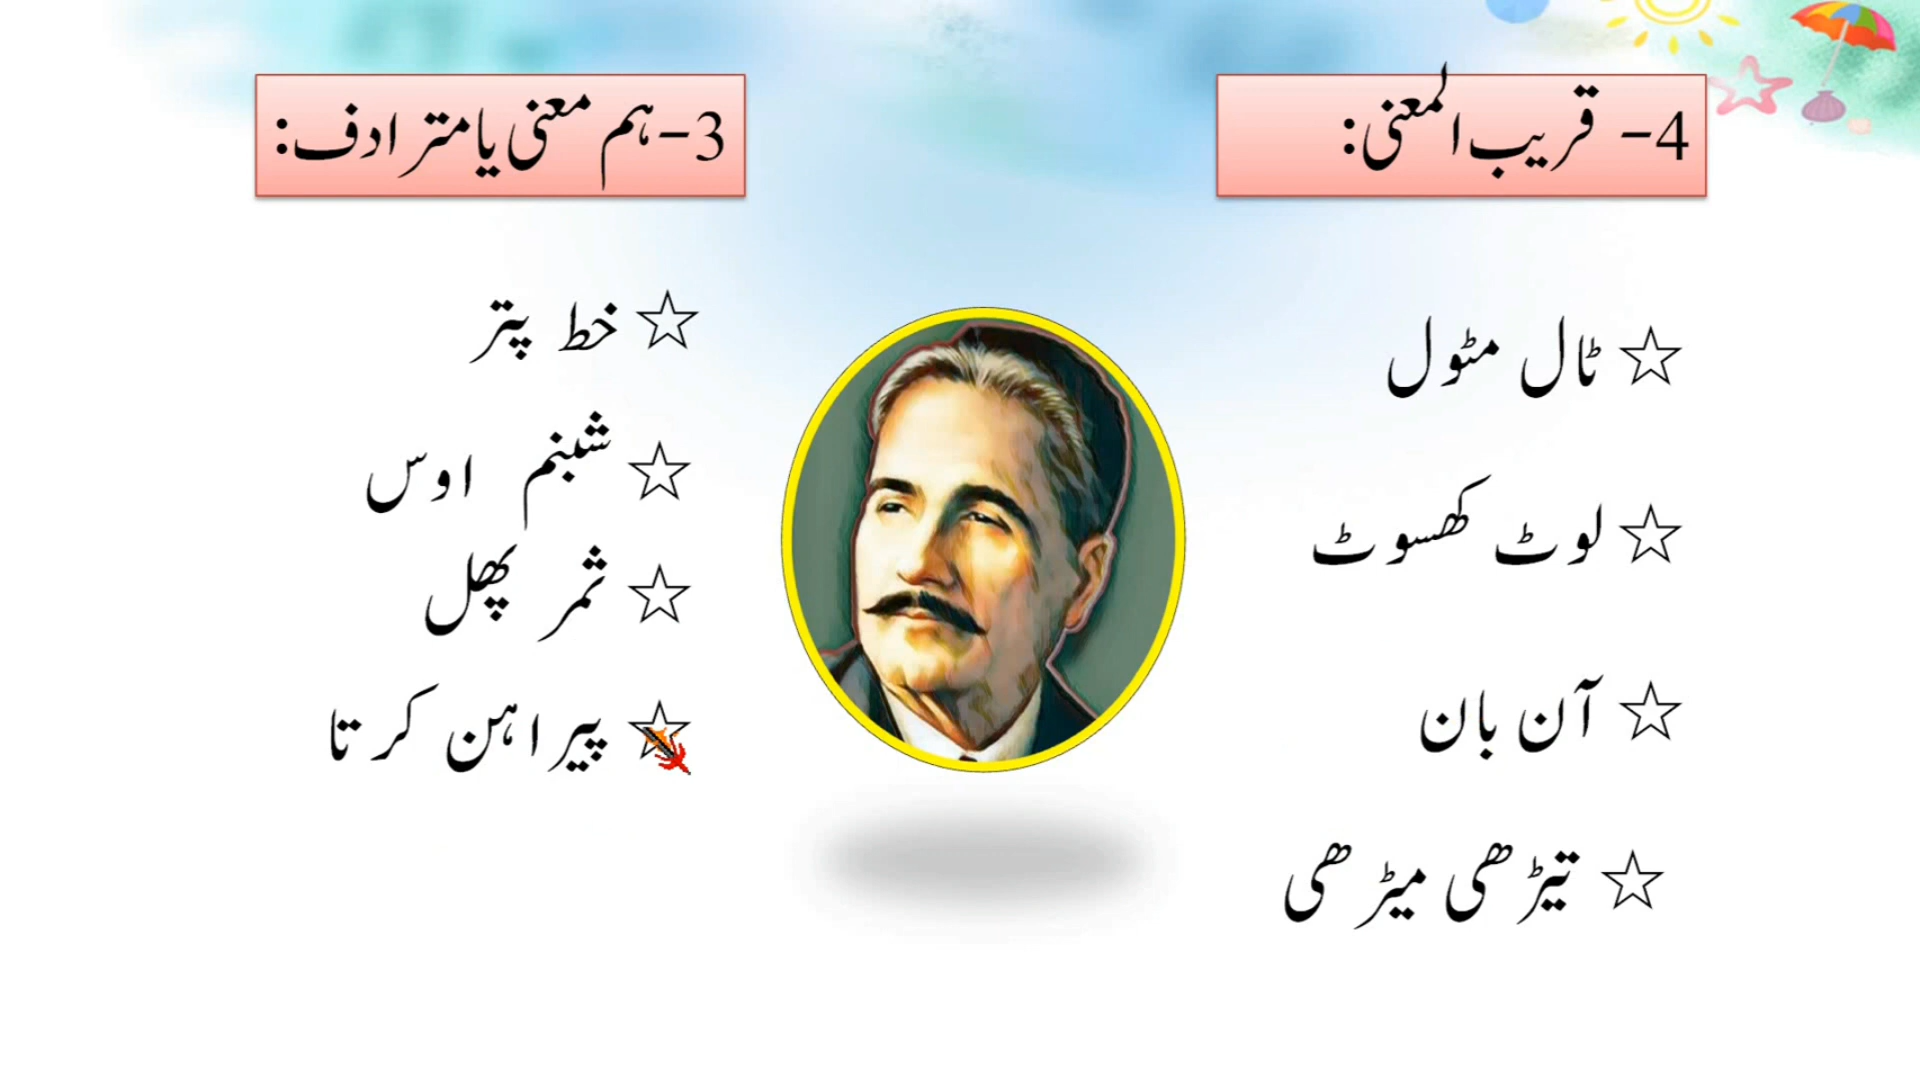 4- قریب المعنی:
☆ ٹال مٹول
☆ لوٹ کھسوٹ
☆ آن بان
☆ تیڑھی میڑھی
3-ہم معنی یا مترادف:
☆ خط پتر
☆ شبنم اوس
☆ ثمر پھل
☆ پیراہن کرتا